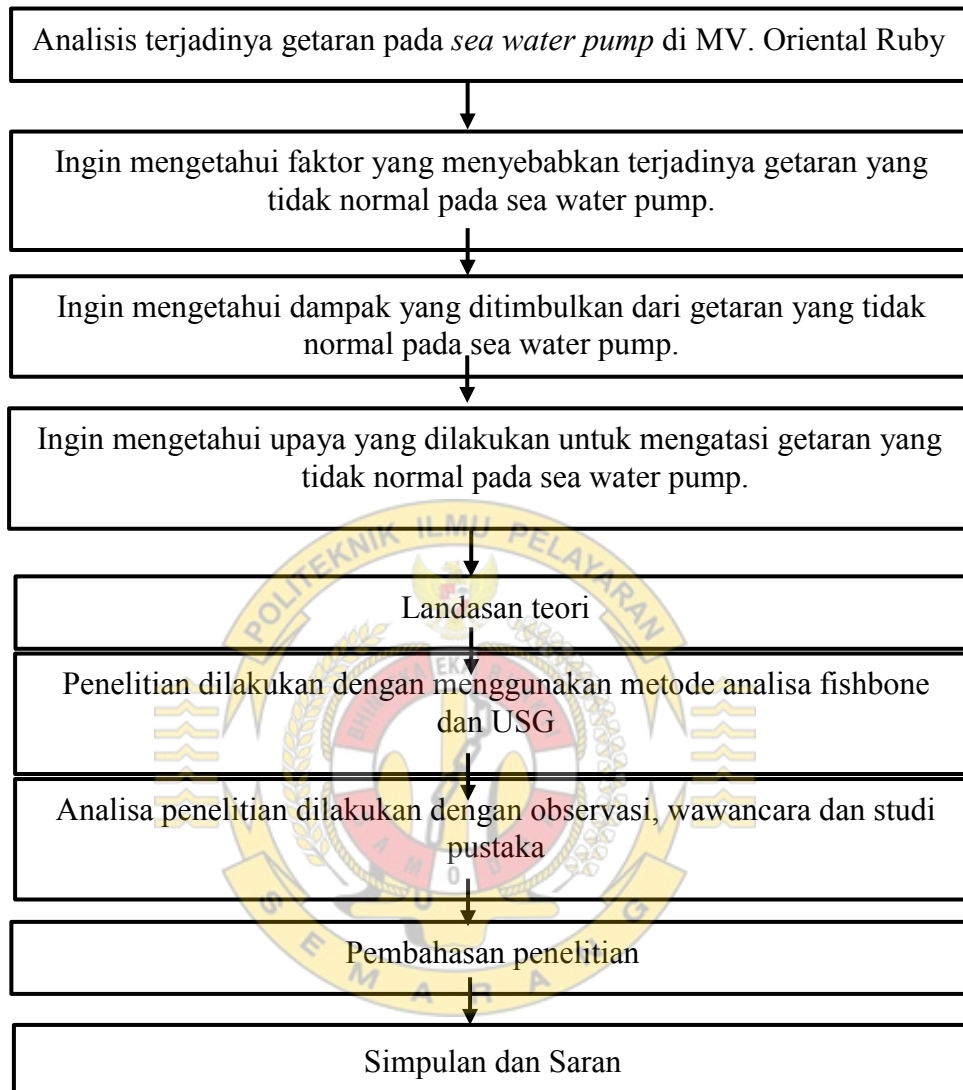 Analisis terjadinya getaran pada sea water pump di MV. Oriental Ruby
Ingin mengetahui faktor yang menyebabkan terjadinya getaran yang
tidak normal pada sea water pump.
Ingin mengetahui dampak yang ditimbulkan dari getaran yang tidak
normal pada sea water pump.
Ingin mengetahui upaya yang dilakukan untuk mengatasi getaran yang
tidak normal pada sea water pump.
POLITEKNIK ILMU PELAYARAN
Landasan teori
Penelitian dilakukan dengan menggunakan metode analisa fishbone
dan USG
Analisa penelitian dilakukan dengan observasi, wawancara dan studi
pustaka
Pembahasan penelitian
SEMARANG
Simpulan dan Saran